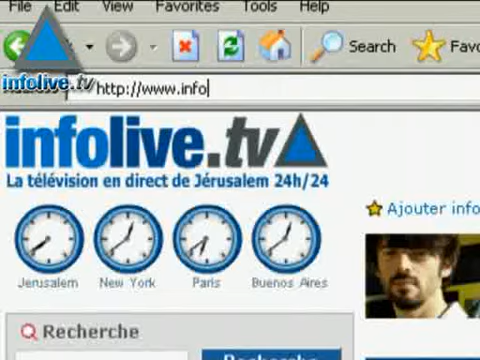 File Edit View Favorites Tools Help
Search Favo
infolive.tv
http://www.info
infolive.tv
La télévision en direct de Jérusalem 24h/24
Ajouter info
Jerusalem New York Paris Buenos Aires
Recherche
Recherche